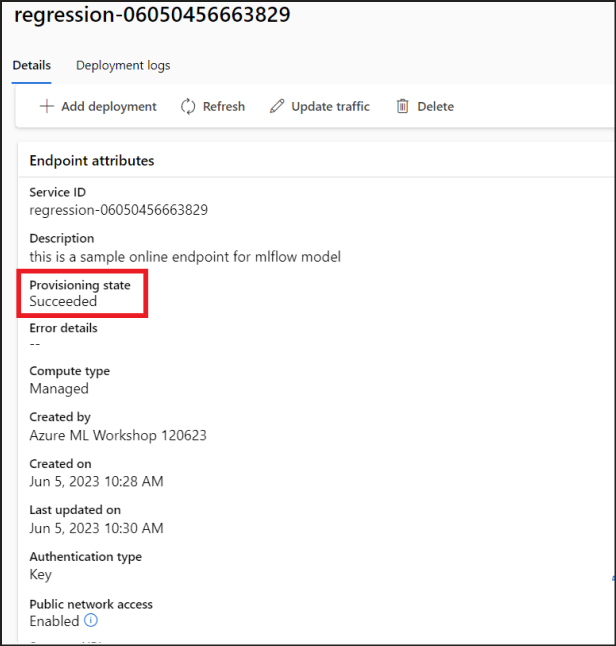 regression-06050456663829
Details Deployment logs
Add deployment Refresh Update traffic Delete
Endpoint attributes
Service ID
regression-06050456663829
Description
this is a sample online endpoint for mlflow model
Provisioning state
Succeeded
Error details
--
Compute type
Managed
Created by
Azure ML Workshop 120623
Created on
Jun 5, 2023 10:28 AM
Last updated on
Jun 5, 2023 10:30 AM
Authentication type
Key
Public network access
Enabled